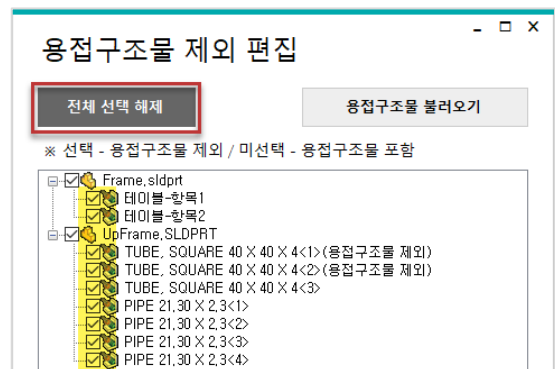 용접구조물 제외 편집
전체 선택 해제
용접구조물 불러오기
※ 선택 - 용접구조물 제외 / 미선택 - 용접구조물 포함
Frame.sldprt
테이블-항목1
테이블-항목2
UpFrame.SLDPRT
TUBE, SQUARE 40 X 40 X 4<1>(용접구조물 제외)
TUBE, SQUARE 40 X 40 X 4<2>(용접구조물 제외)
TUBE, SQUARE 40 X 40 X 4<3>
PIPE 21,30 X 2,3<1>
PIPE 21,30 X 2,3<2>
PIPE 21,30 X 2,3<3>
PIPE 21,30 X 2,3<4>